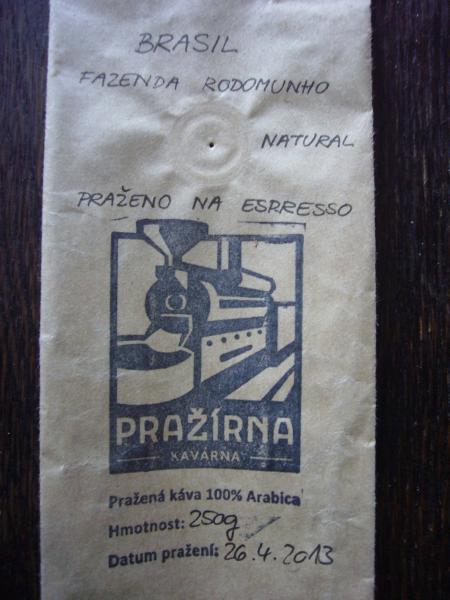 BRASIL
FAZENDA RODOMUNHO
NATURAL
PRAŽENO NA ESPRESSO
PRAŽÍRNA
KAVÁRNA
Pražená káva 100% Arabica
Hmotnost: 250g
Datum pražení: 26.4.2013